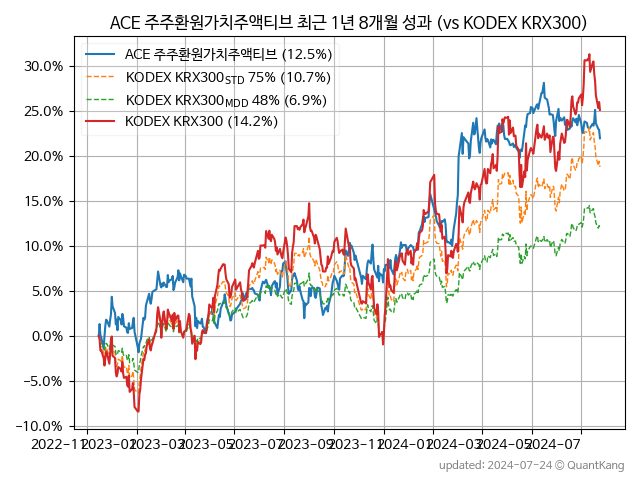 ACE 주주환원가치주액티브 최근 1년 8개월 성과 (vs KODEX KRX300)
ACE 주주환원가치주액티브 (12.5%)
KODEX KRX300STD 75% (10.7%)
KODEX KRX300MDD 48% (6.9%)
KODEX KRX300 (14.2%)
30.0%
25.0%
20.0%
15.0%
10.0%
5.0%
0.0%
−5.0%
−10.0%
2022-11 2023-01 2023-03 2023-05 2023-07 2023-09 2023-11 2024-01 2024-03 2024-05 2024-07
updated: 2024-07-24 © QuantKang